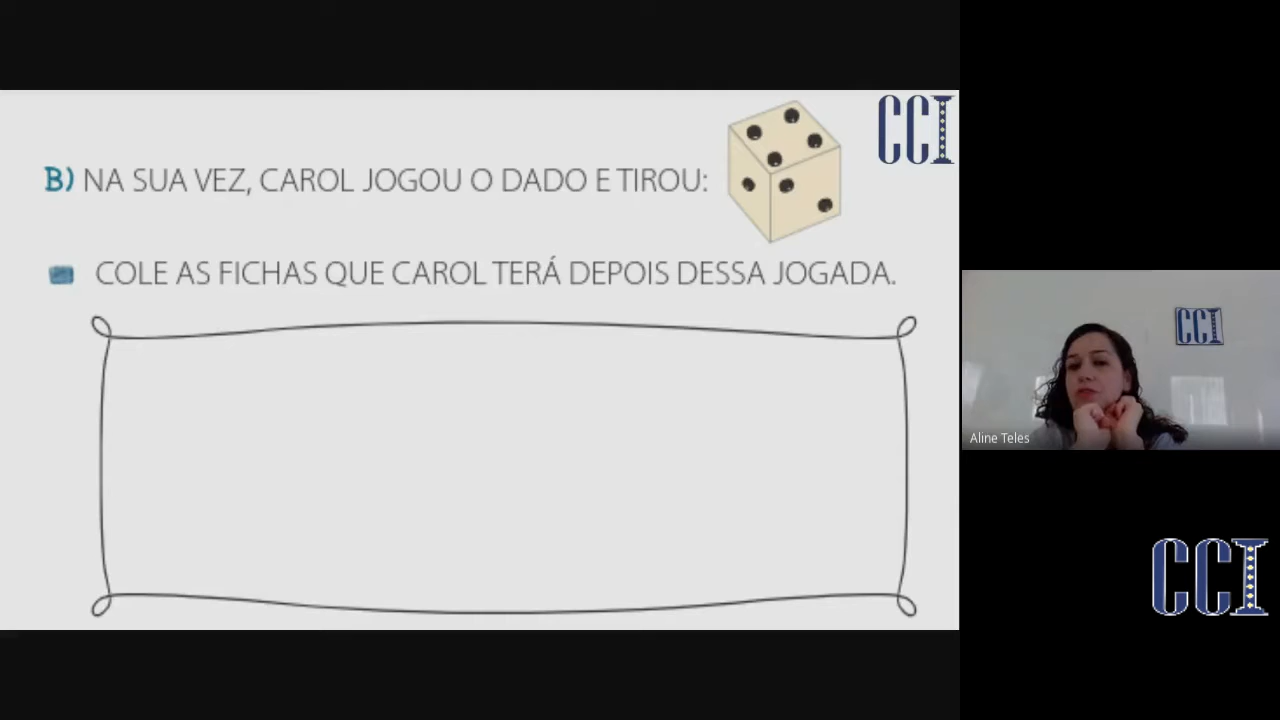 CCI
B) NA SUA VEZ, CAROL JOGOU O DADO E TIROU:
COLE AS FICHAS QUE CAROL TERÁ DEPOIS DESSA JOGADA.
CCI
Aline Teles
CCI